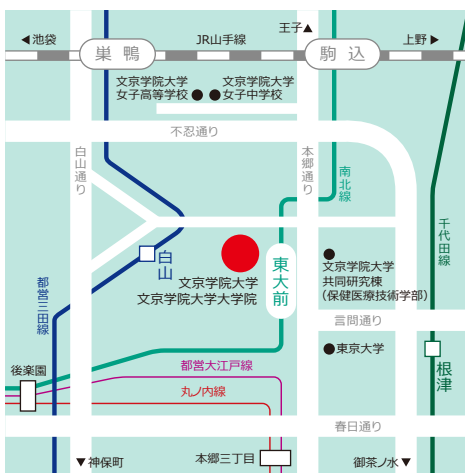 王子▲
◀池袋
JR山手線
上野▶
巣鴨
駒込
文京学院大学
女子高等学校
文京学院大学
女子中学校
不忍通り
白山通り
本郷通り
南北線
千代田線
白山
東大前
文京学院大学
文京学院大学大学院
文京学院大学
共同研究棟
(保健医療技術学部)
都営三田線
言問通り
東京大学
根津
後楽園
都営大江戸線
丸ノ内線
春日通り
▼神保町
本郷三丁目
御茶ノ水▼